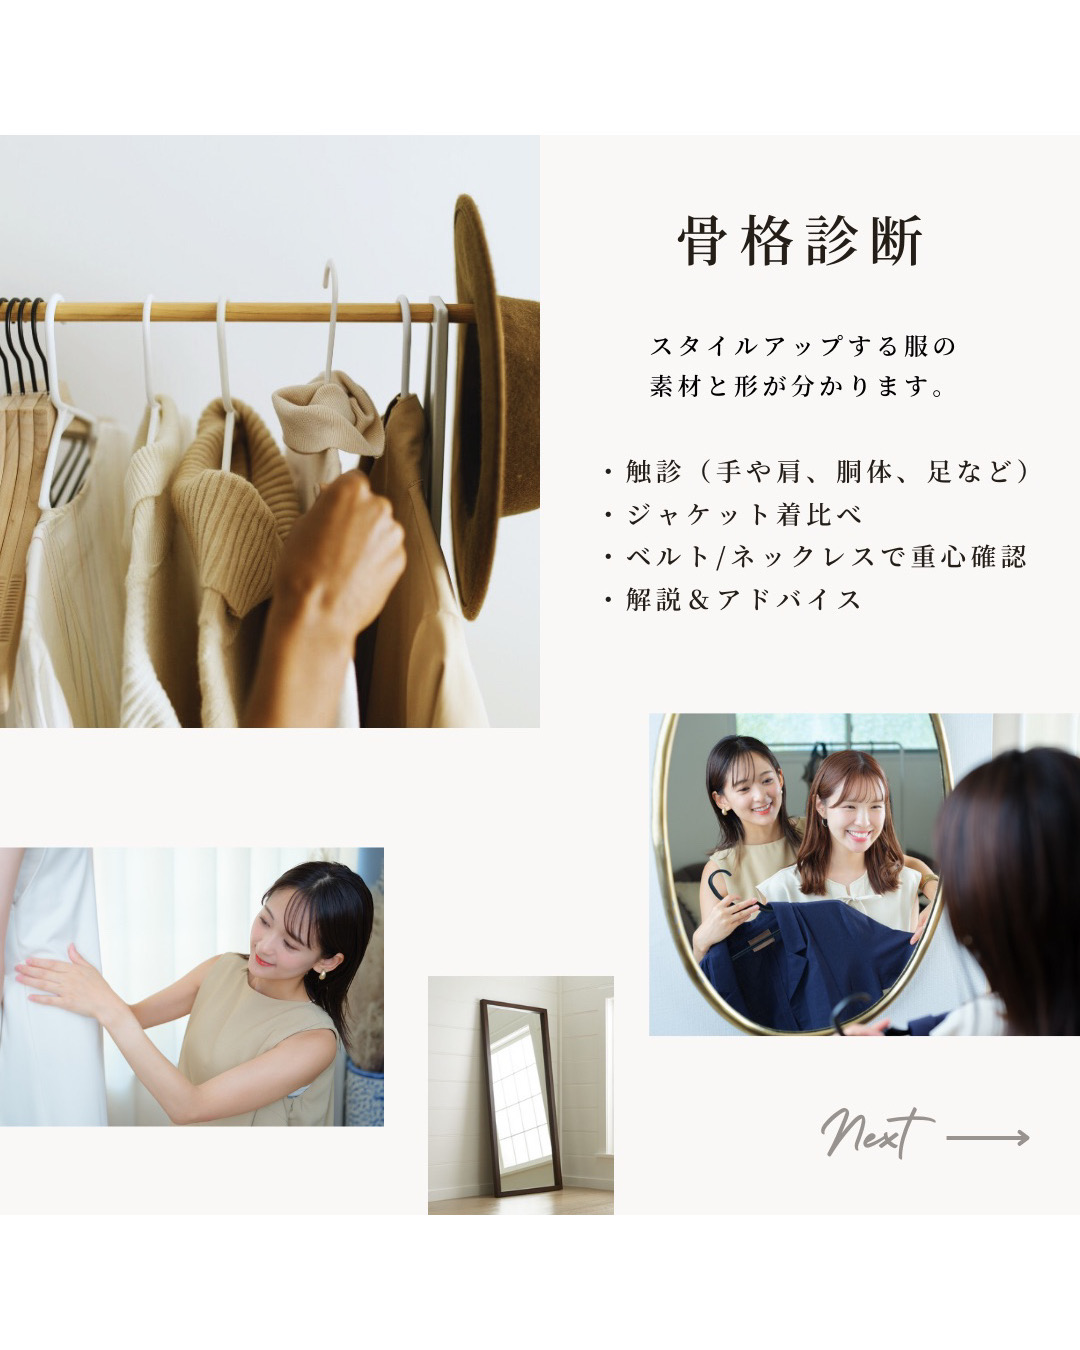 骨格診断
スタイルアップする服の
素材と形が分かります。
・触診（手や肩、胴体、足など）
・ジャケット着比べ
・ベルト/ネックレスで重心確認
・解説＆アドバイス
Next